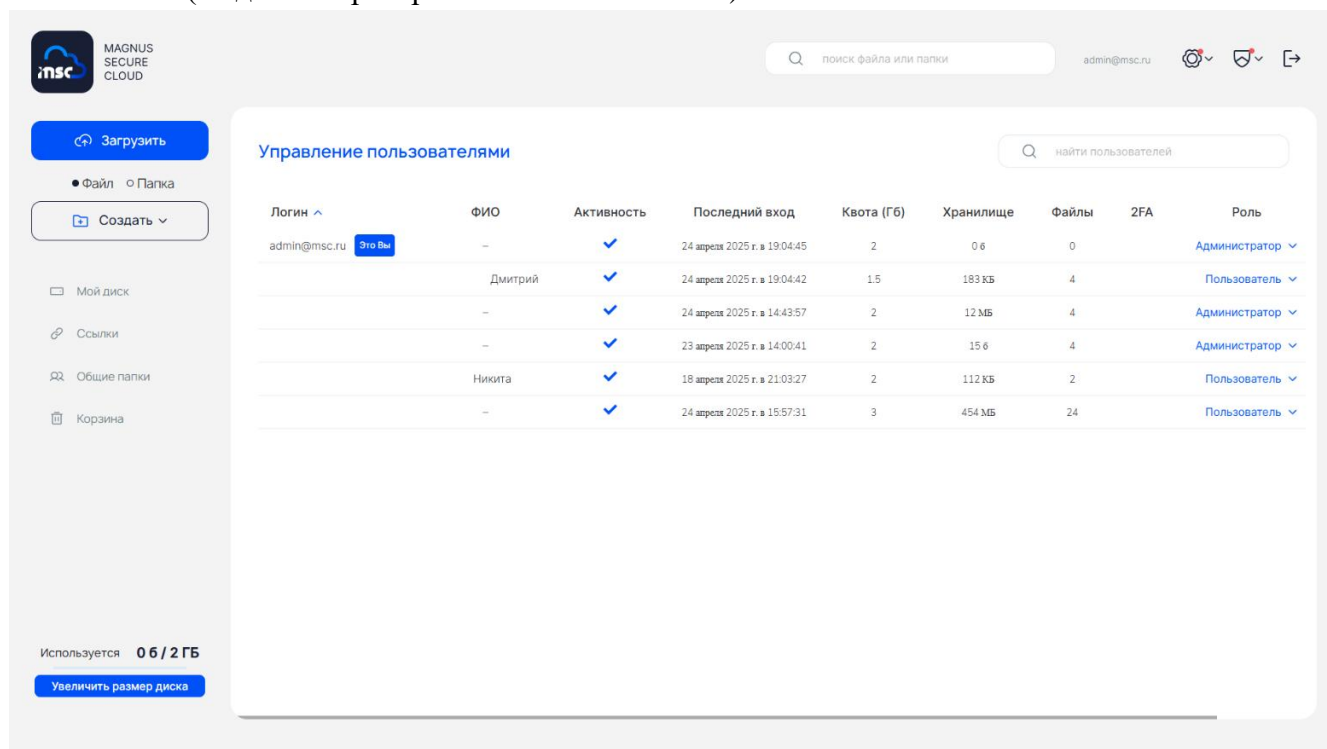 MAGNUS
SECURE
CLOUD
msc
поиск файла или папки
admin@msc.ru
Загрузить
Файл Папка
Создать
Мой диск
Ссылки
Общие папки
Корзина
Используется 0 б / 2 ГБ
Увеличить размер диска
Управление пользователями
найти пользователей
Логин ФИО Активность Последний вход Квота (Гб) Хранилище Файлы 2FA Роль
admin@msc.ru Это Вы – 24 апреля 2025 г. в 19:04:45 2 0 б 0 Администратор
Дмитрий 24 апреля 2025 г. в 19:04:42 1.5 183 КБ 4 Пользователь
– 24 апреля 2025 г. в 14:43:57 2 12 МБ 4 Администратор
– 23 апреля 2025 г. в 14:00:41 2 15 б 4 Администратор
Никита 18 апреля 2025 г. в 21:03:27 2 112 КБ 2 Пользователь
– 24 апреля 2025 г. в 15:57:31 3 454 МБ 24 Пользователь